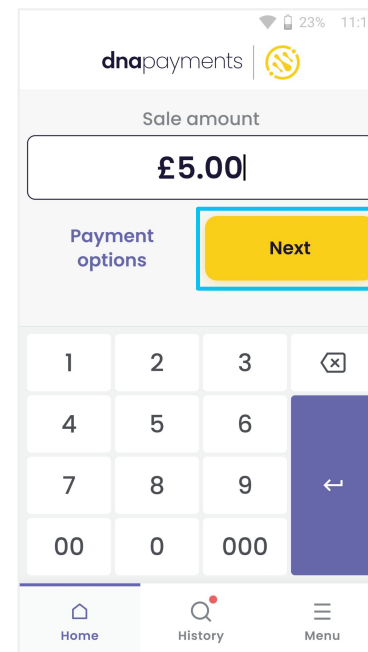 23% 11:1
dnapayments
Sale amount
£5.00
Payment
options
Next
1 2 3
4 5 6
7 8 9
00 0 000
Home History Menu